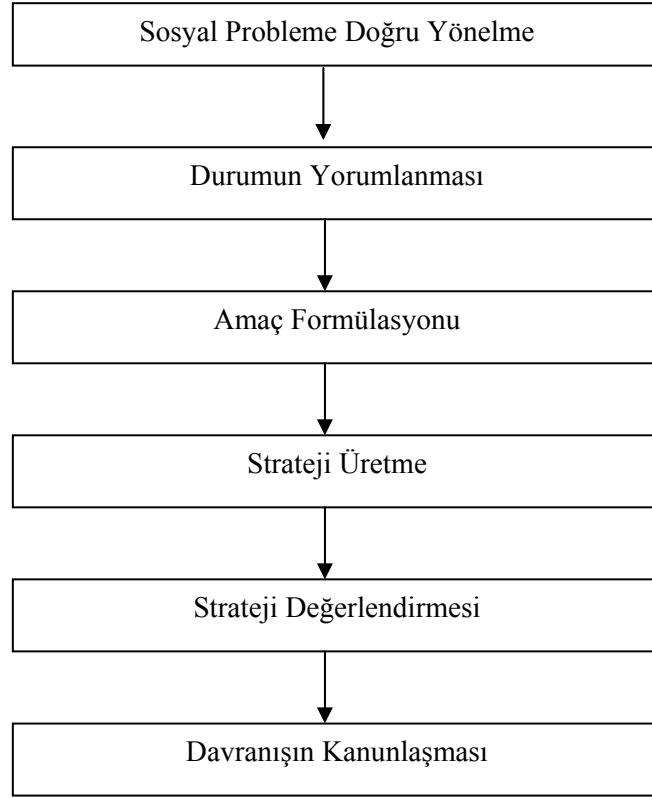 Sosyal Probleme Doğru Yönelme
Durumun Yorumlanması
Amaç Formülasyonu
Strateji Üretme
Strateji Değerlendirmesi
Davranışın Kanunlaşması